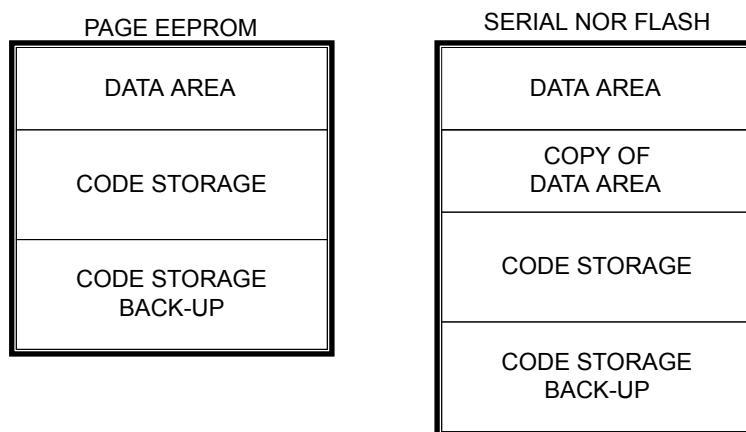 PAGE EEPROM
DATA AREA
CODE STORAGE
CODE STORAGE
BACK-UP
SERIAL NOR FLASH
DATA AREA
COPY OF
DATA AREA
CODE STORAGE
CODE STORAGE
BACK-UP